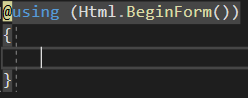 @using (Html.BeginForm())
{
}